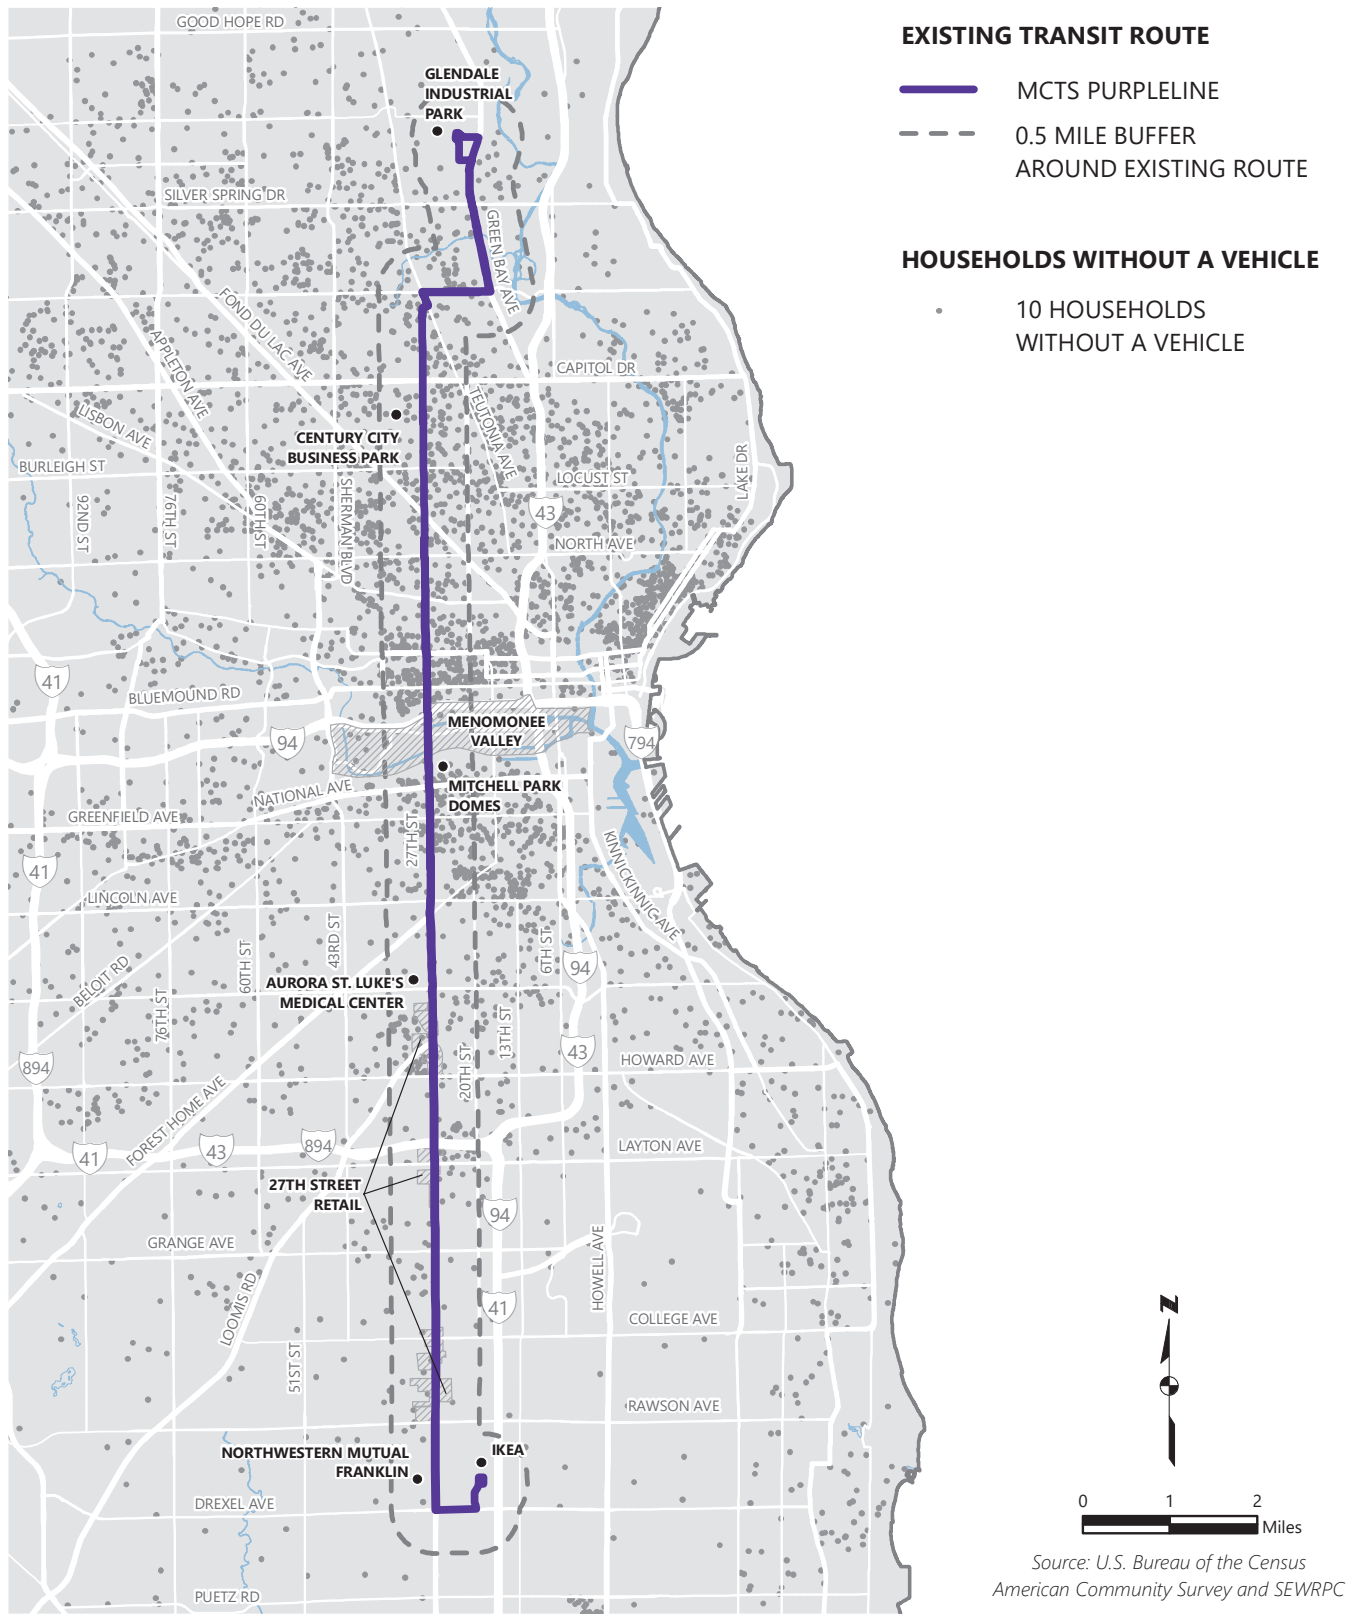 GOOD HOPE RD
GLENDALE
INDUSTRIAL
PARK
SILVER SPRING DR
GREEN BAY AVE
FOND DU LAC AVE
APPLETON AVE
LISBON AVE
CAPITOL DR
TEUTONIA AVE
CENTURY CITY
BUSINESS PARK
BURLEIGH ST
LOCUST ST
LAKE DR
92ND ST
76TH ST
60TH ST
SHERMAN BLVD
43
NORTH AVE
41
BLUEMOUND RD
94
MENOMONEE
VALLEY
794
MITCHELL PARK
DOMES
NATIONAL AVE
GREENFIELD AVE
27TH ST
KINNICKINNIC AVE
41
LINCOLN AVE
43RD ST
60TH ST
BELOIT RD
76TH ST
6TH ST
94
AURORA ST. LUKE'S
MEDICAL CENTER
13TH ST
20TH ST
43
HOWARD AVE
894
FOREST HOME AVE
41
43
894
LAYTON AVE
27TH STREET
RETAIL
94
GRANGE AVE
HOWELL AVE
LOOMIS RD
41
COLLEGE AVE
51ST ST
RAWSON AVE
NORTHWESTERN MUTUAL
FRANKLIN
IKEA
DREXEL AVE
PUETZ RD
EXISTING TRANSIT ROUTE
MCTS PURPLELINE
0.5 MILE BUFFER
AROUND EXISTING ROUTE
HOUSEHOLDS WITHOUT A VEHICLE
10 HOUSEHOLDS
WITHOUT A VEHICLE
N
0 1 2
Miles
Source: U.S. Bureau of the Census
American Community Survey and SEWRPC